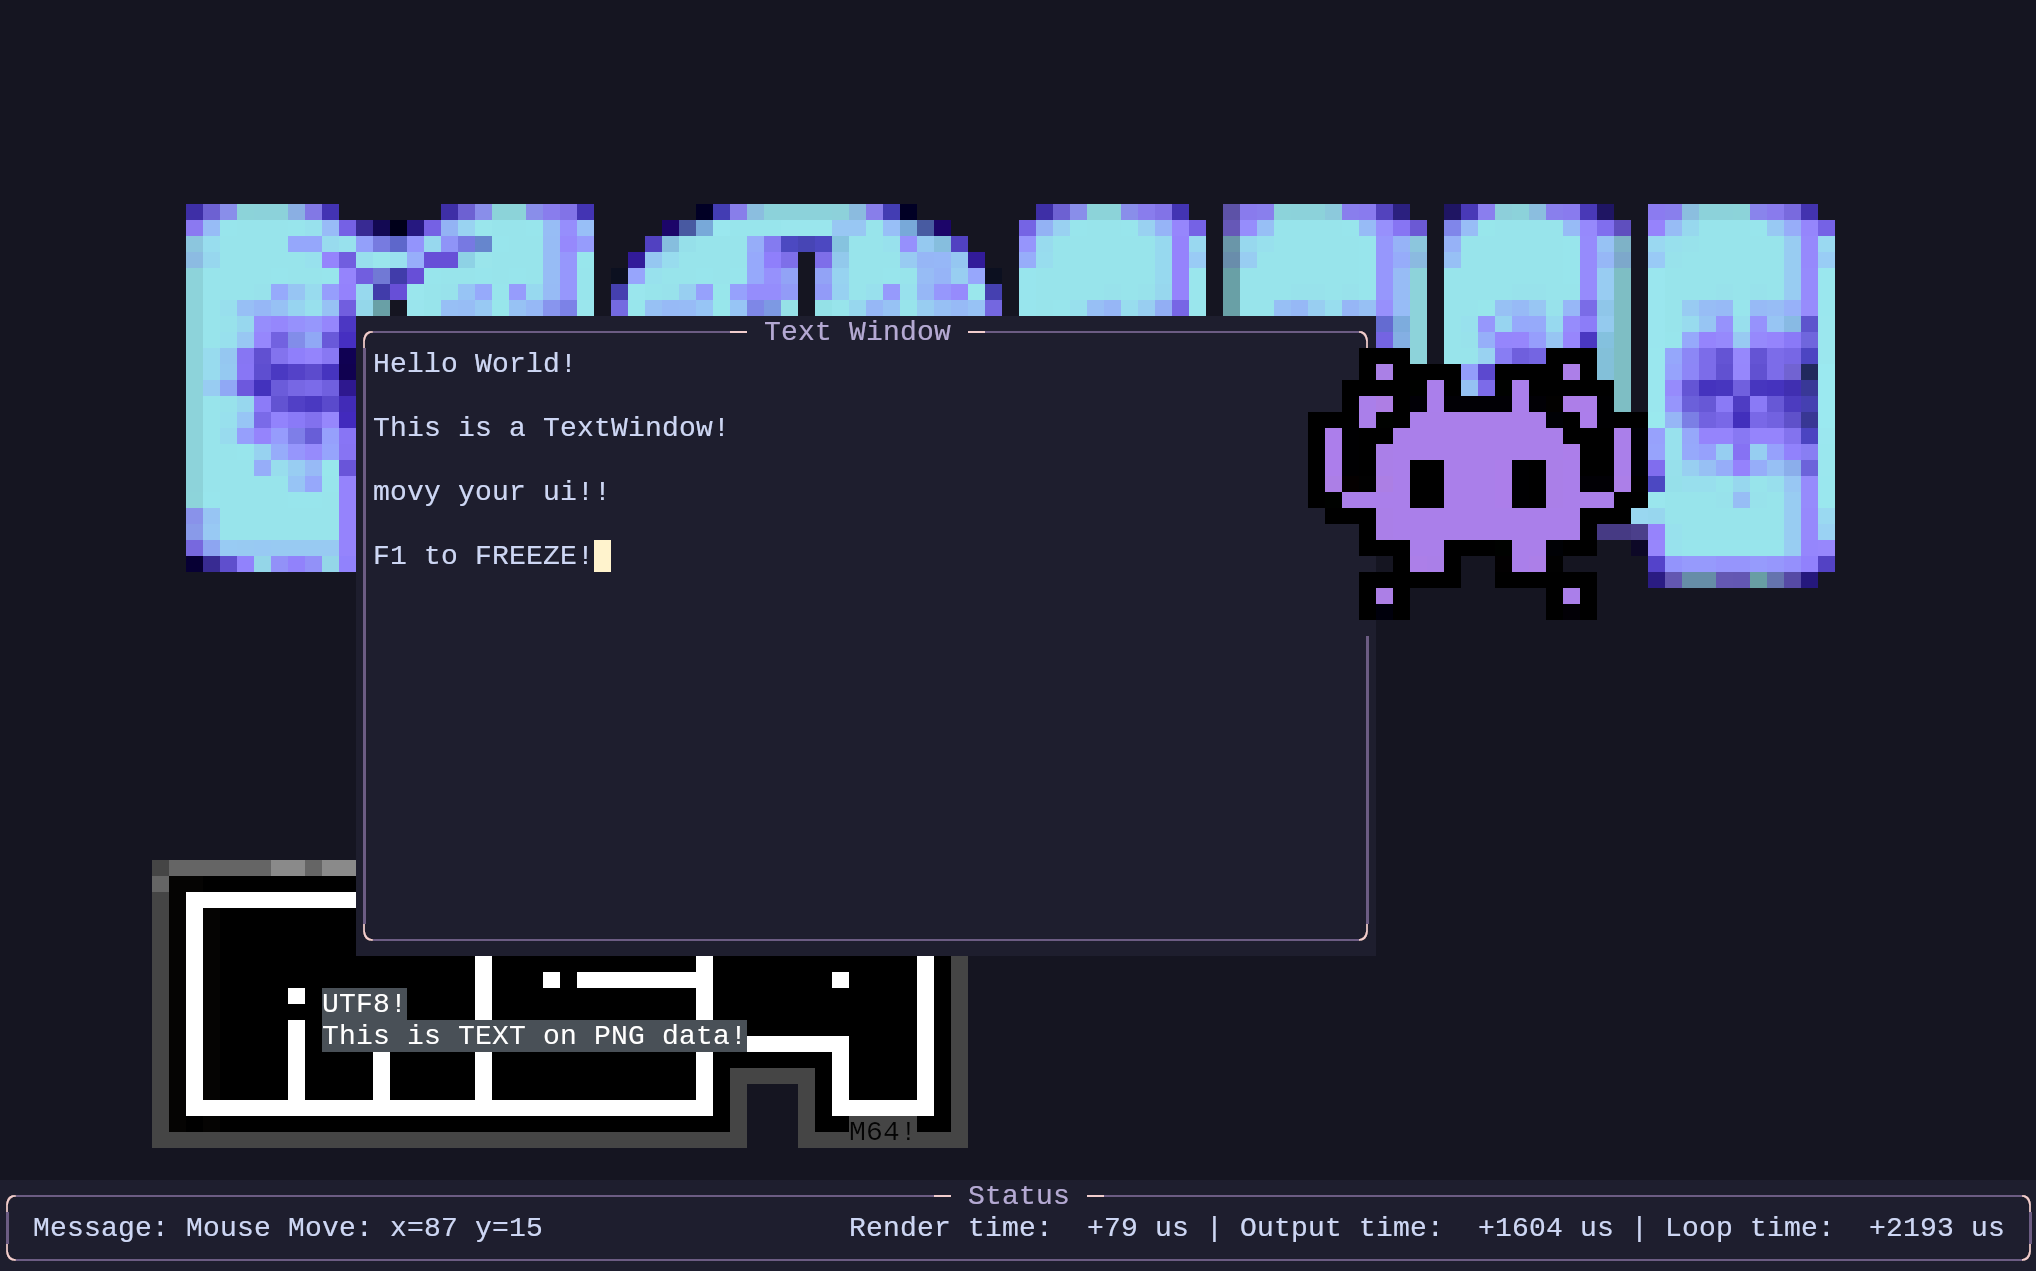 Text Window
Hello World!
This is a TextWindow!
movy your ui!!
F1 to FREEZE!
UTF8!
This is TEXT on PNG data!
M64!
Status
Message: Mouse Move: x=87 y=15 Render time: +79 us | Output time: +1604 us | Loop time: +2193 us